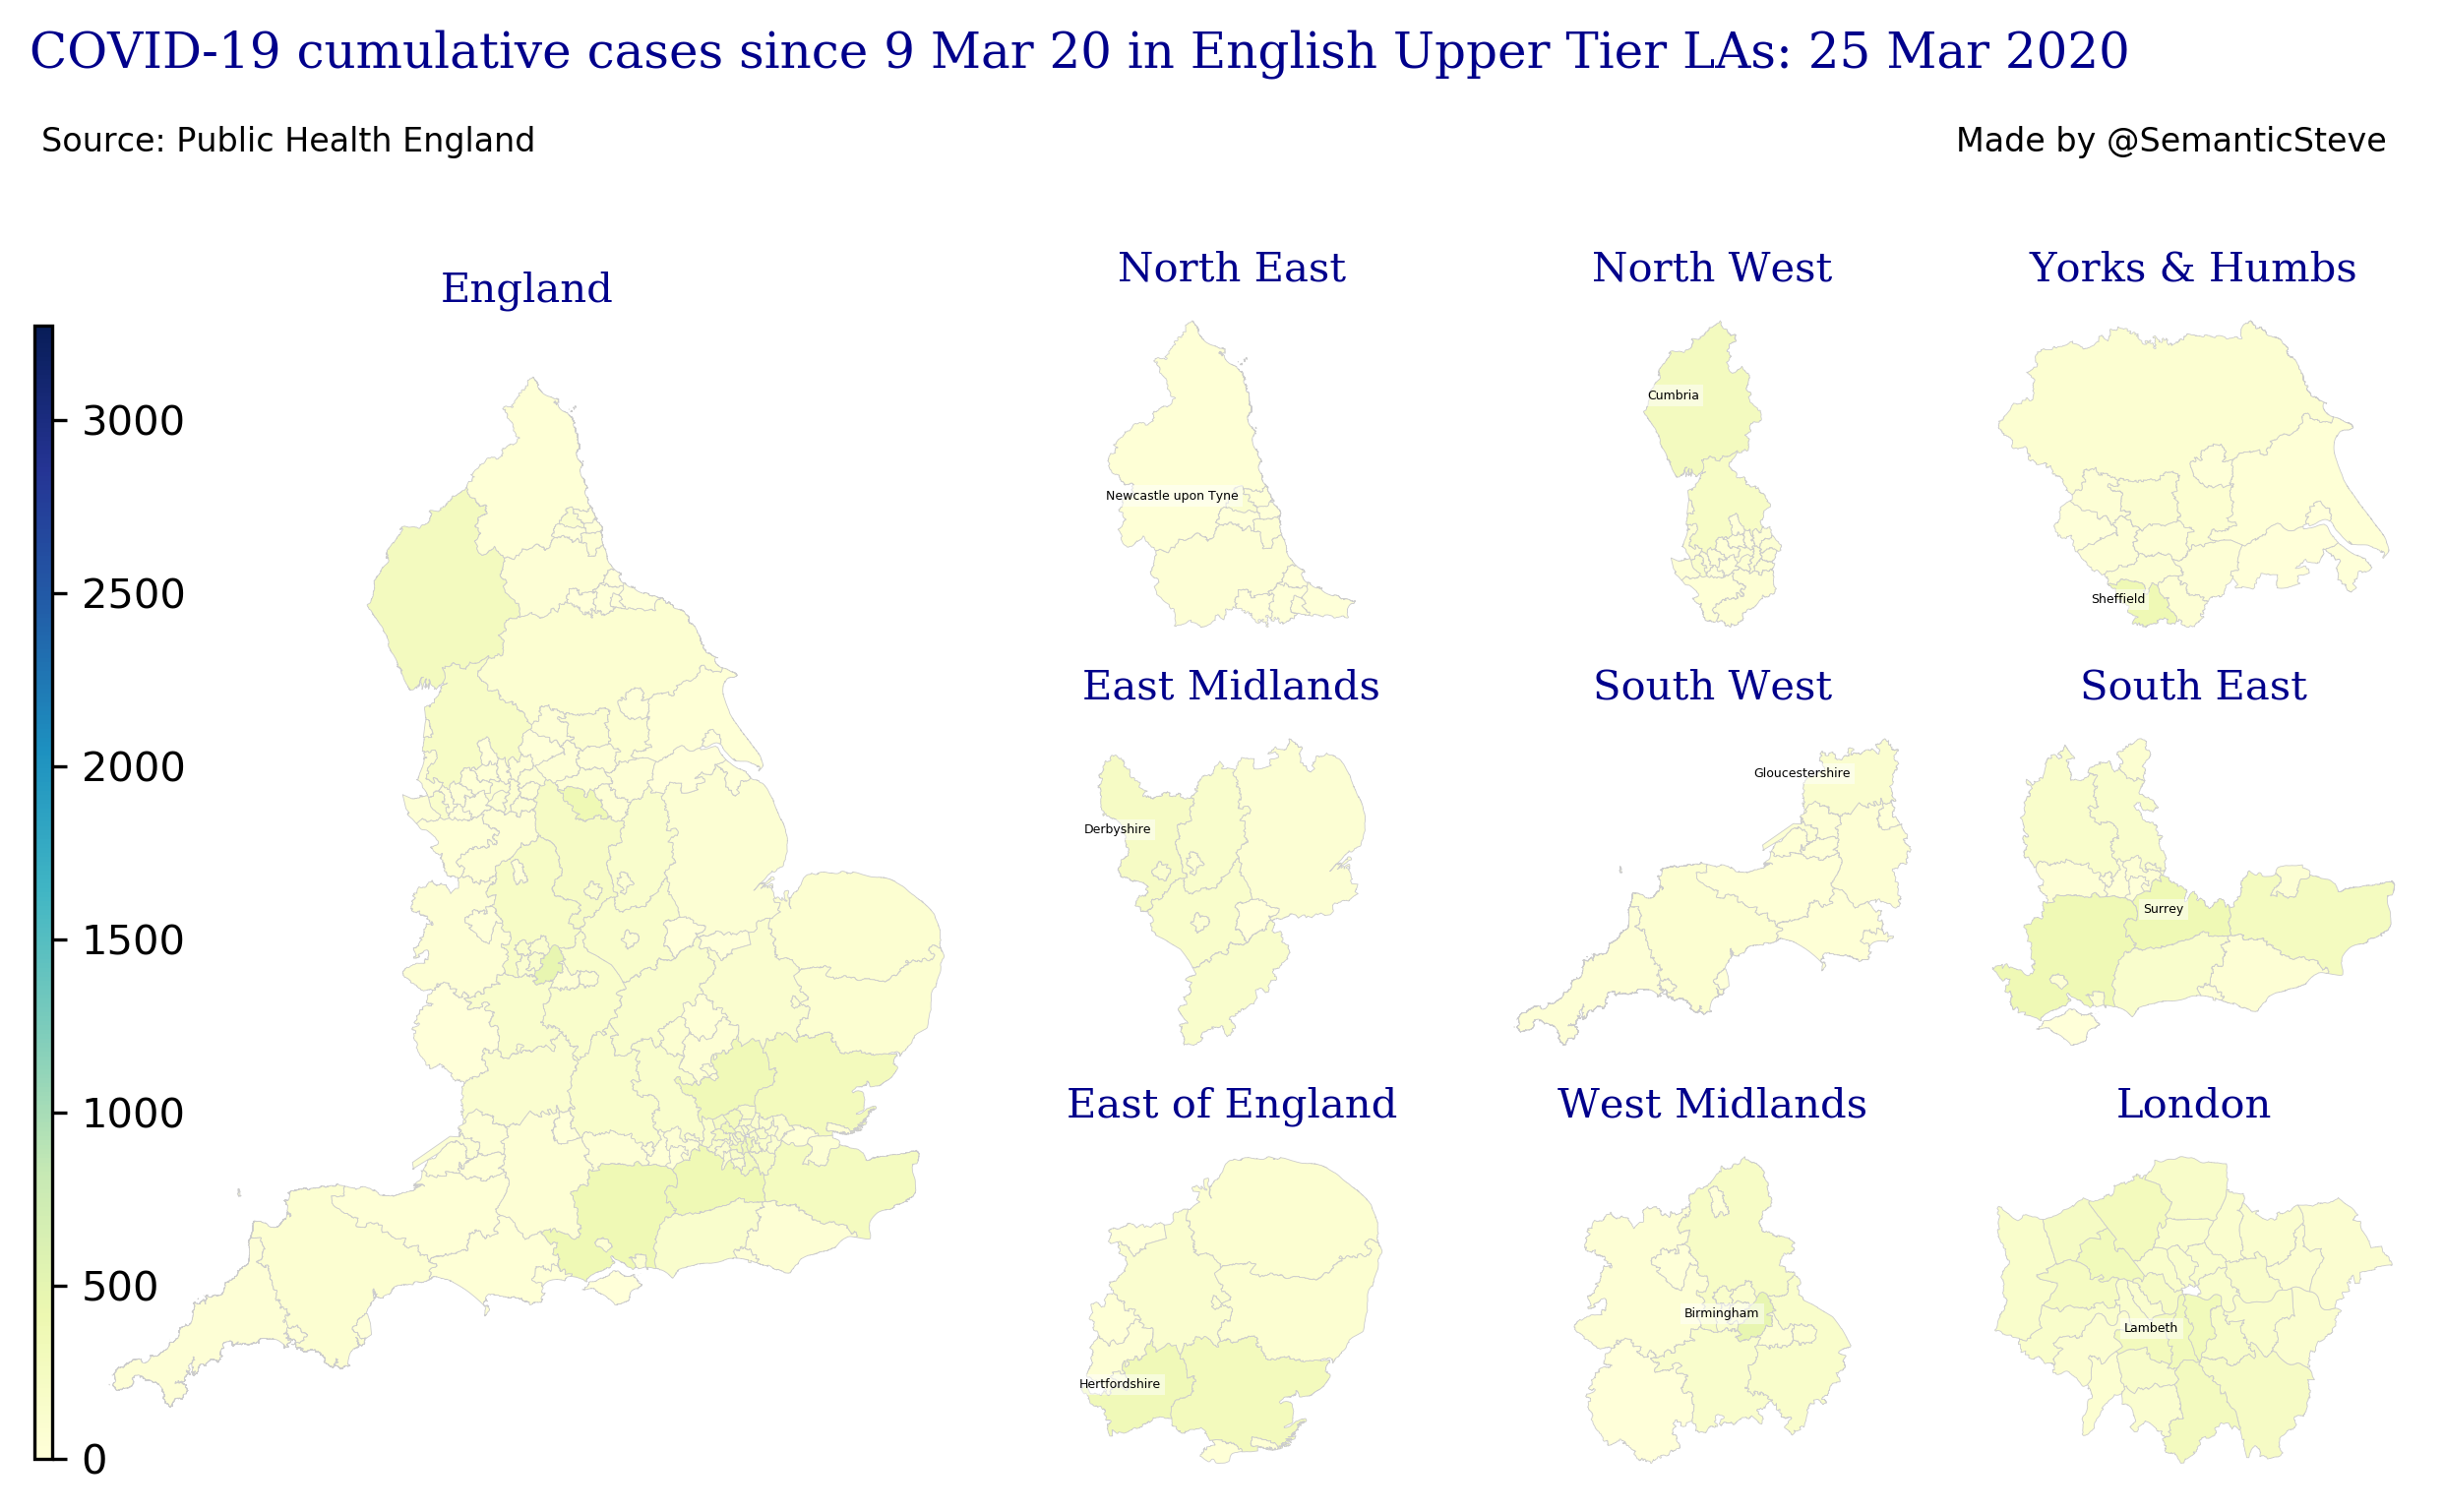 COVID-19 cumulative cases since 9 Mar 20 in English Upper Tier LAs: 25 Mar 2020
Source: Public Health England
Made by @SemanticSteve
England
3000
2500
2000
1500
1000
500
0
North East
Newcastle upon Tyne
North West
Cumbria
Yorks & Humbs
Sheffield
East Midlands
Derbyshire
South West
Gloucestershire
South East
Surrey
East of England
Hertfordshire
West Midlands
Birmingham
London
Lambeth